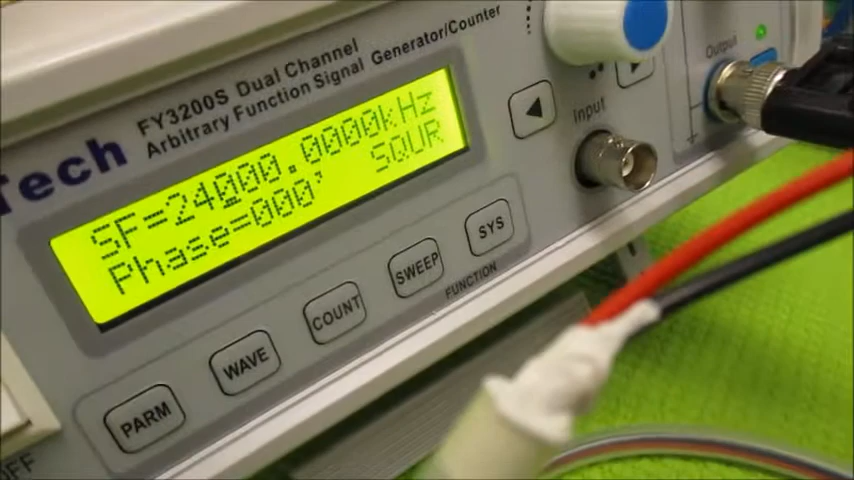 Tech
FY3200S Dual Channel
Arbitrary Function Signal Generator/Counter
SF=24000.0000kHz
Phase=000° SQUR
PARM
WAVE
COUNT
SWEEP
SYS
FUNCTION
◀
▶
Input
Output
OFF